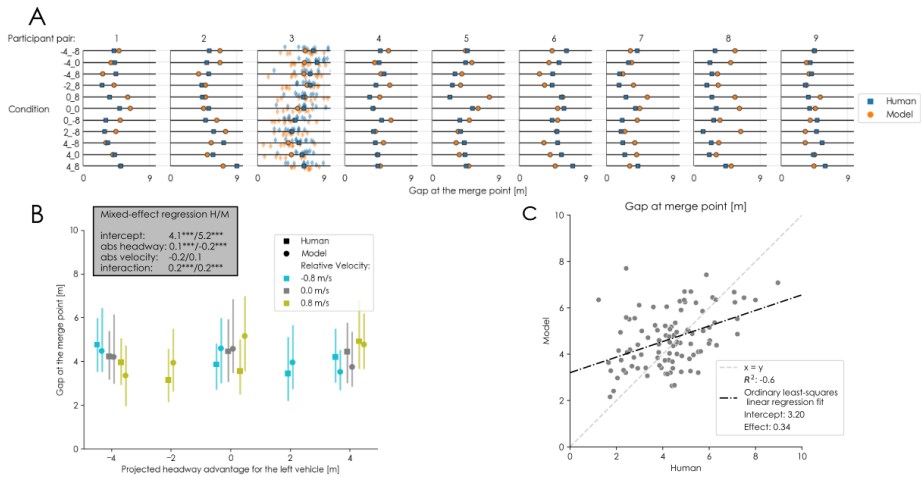 A
Participant pair:
1 2 3 4 5 6 7 8 9
-4_-8
-4_0
-4_8
-2_8
0_8
0_0
0_-8
2_-8
4_-8
4_0
4_8
Condition
0 9 0 9 0 9 0 9 0 9 0 9 0 9 0 9 0 9
Gap at the merge point [m]
Human
Model
B
Mixed-effect regression H/M
intercept: 4.1***/5.2***
abs headway: 0.1***/-0.2***
abs velocity: -0.2/0.1
interaction: 0.2***/0.2***
Human
Model
Relative Velocity:
-0.8 m/s
0.0 m/s
0.8 m/s
10
8
6
4
2
0
Gap at the merge point [m]
−4 −2 0 2 4
Projected headway advantage for the left vehicle [m]
C
Gap at merge point [m]
10
8
6
4
2
0
Model
x = y
R²: -0.6
Ordinary least-squares
linear regression fit
Intercept: 3.20
Effect: 0.34
0 2 4 6 8 10
Human